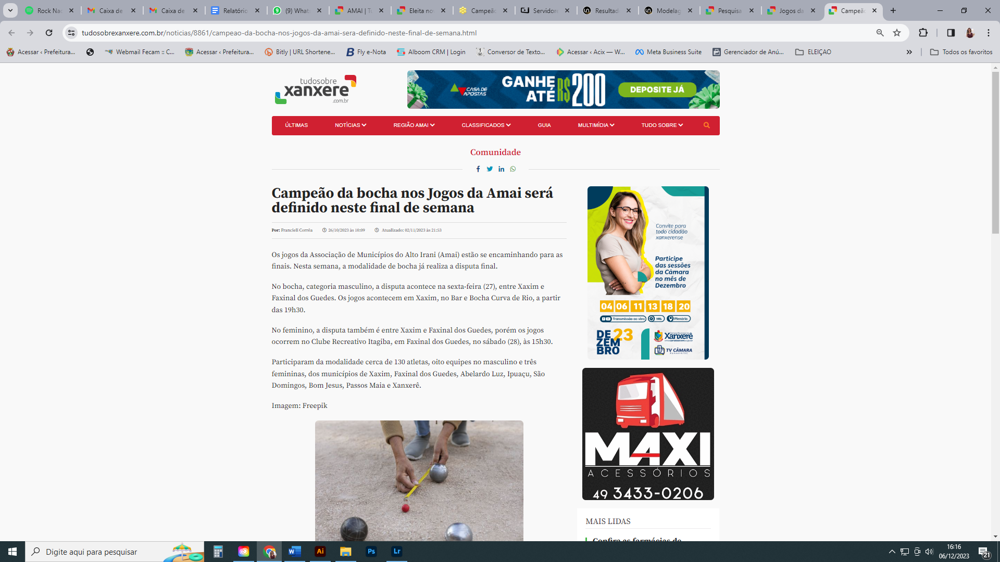 Rock Nac
Caixa de
Caixa de
Relatório
(9) Whats
AMAI | Tu
Eleita nov
Campeão
Servidore
Resultado
Modelag
Pesquisa
Jogos da
Campeão
tudosobrexanxere.com.br/noticias/8861/campeao-da-bocha-nos-jogos-da-amai-sera-definido-neste-final-de-semana.html
Acessar ‹ Prefeitura...
Webmail Fecam :: C...
Acessar ‹ Prefeitura...
Bitly | URL Shortene...
Fly e-Nota
Alboom CRM | Login
Conversor de Texto...
Acessar ‹ Acix — W...
Meta Business Suite
Gerenciador de Anú...
ELEIÇAO
Todos os favoritos
tudosobre
xanxere
.com.br
CASA DE
APOSTAS
GANHE
ATÉ
R$
200
DEPOSITE JÁ
ÚLTIMAS
NOTÍCIAS
REGIÃO AMAI
CLASSIFICADOS
GUIA
MULTIMÍDIA
TUDO SOBRE
Comunidade
Campeão da bocha nos Jogos da Amai será
definido neste final de semana
Por: Francieli Corrêa
26/10/2023 às 10:09
Atualizado: 02/11/2023 às 21:53
Os jogos da Associação de Municípios do Alto Irani (Amai) estão se encaminhando para as
finais. Nesta semana, a modalidade de bocha já realiza a disputa final.
No bocha, categoria masculino, a disputa acontece na sexta-feira (27), entre Xaxim e
Faxinal dos Guedes. Os jogos acontecem em Xaxim, no Bar e Bocha Curva de Rio, a partir
das 19h30.
No feminino, a disputa também é entre Xaxim e Faxinal dos Guedes, porém os jogos
ocorrem no Clube Recreativo Itagiba, em Faxinal dos Guedes, no sábado (28), às 15h30.
Participaram da modalidade cerca de 130 atletas, oito equipes no masculino e três
femininas, dos municípios de Xaxim, Faxinal dos Guedes, Abelardo Luz, Ipuaçu, São
Domingos, Bom Jesus, Passos Maia e Xanxerê.
Imagem: Freepik
Convite para
todo cidadão
xanxerense
Participe
das sessões
da Câmara
no mês de
Dezembro
04 06 11 13 18 20
Transmissão ao vivo
19h
Plenário
DE
ZEM
BRO
23
Xanxerê
TV CÂMARA
MAXI
ACESSÓRIOS
49 3433-0206
MAIS LIDAS
Confira as farmácias de
Digite aqui para pesquisar
Ai
Ps
Lr
16:16
06/12/2023
21